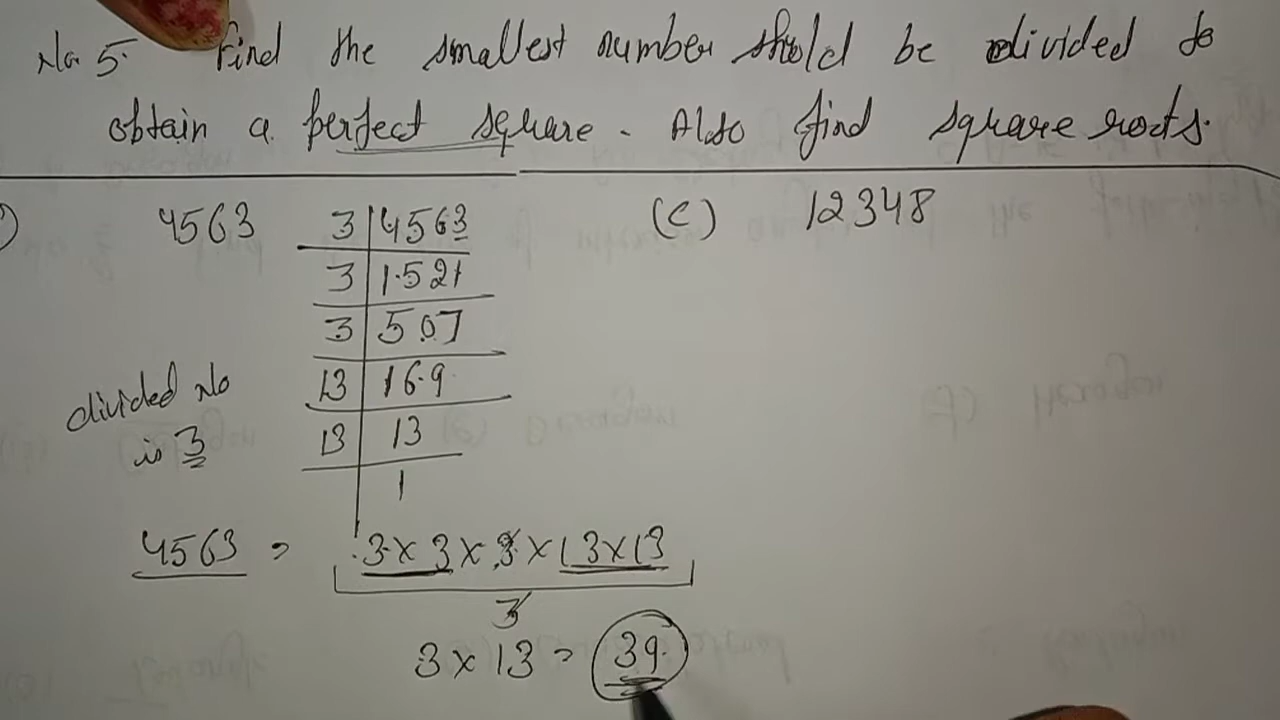 No. 5. Find the smallest number should be divided to
obtain a perfect square. Also find square roots.
)
4563
3 | 4563
3 | 1521
3 | 507
13 | 169
13 | 13
1
divided No
is 3
4563 = 3 × 3 × 3 × 13 × 13
3
3 × 13 = 39
(C) 12348